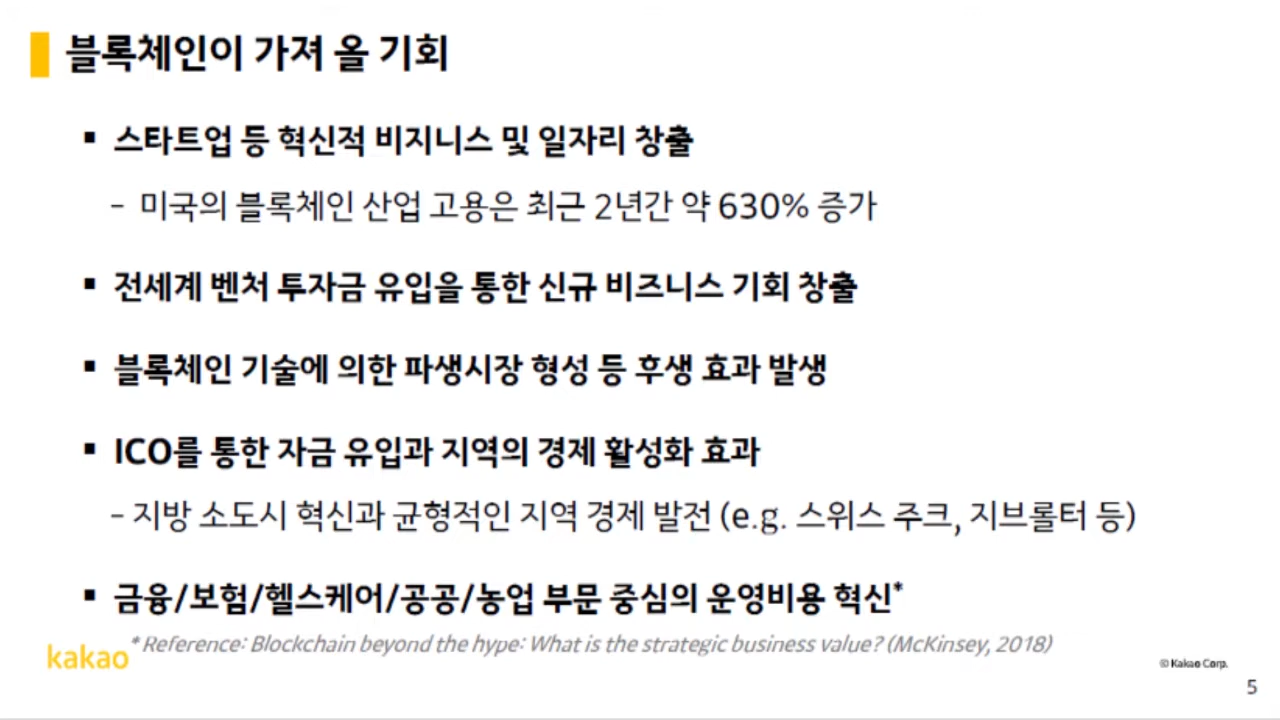 블록체인이 가져 올 기회
▪ 스타트업 등 혁신적 비지니스 및 일자리 창출
– 미국의 블록체인 산업 고용은 최근 2년간 약 630% 증가
▪ 전세계 벤처 투자금 유입을 통한 신규 비즈니스 기회 창출
▪ 블록체인 기술에 의한 파생시장 형성 등 후생 효과 발생
▪ ICO를 통한 자금 유입과 지역의 경제 활성화 효과
– 지방 소도시 혁신과 균형적인 지역 경제 발전 (e.g. 스위스 주크, 지브롤터 등)
▪ 금융/보험/헬스케어/공공/농업 부문 중심의 운영비용 혁신*
* Reference: Blockchain beyond the hype: What is the strategic business value? (McKinsey, 2018)
kakao
© Kakao Corp.
5